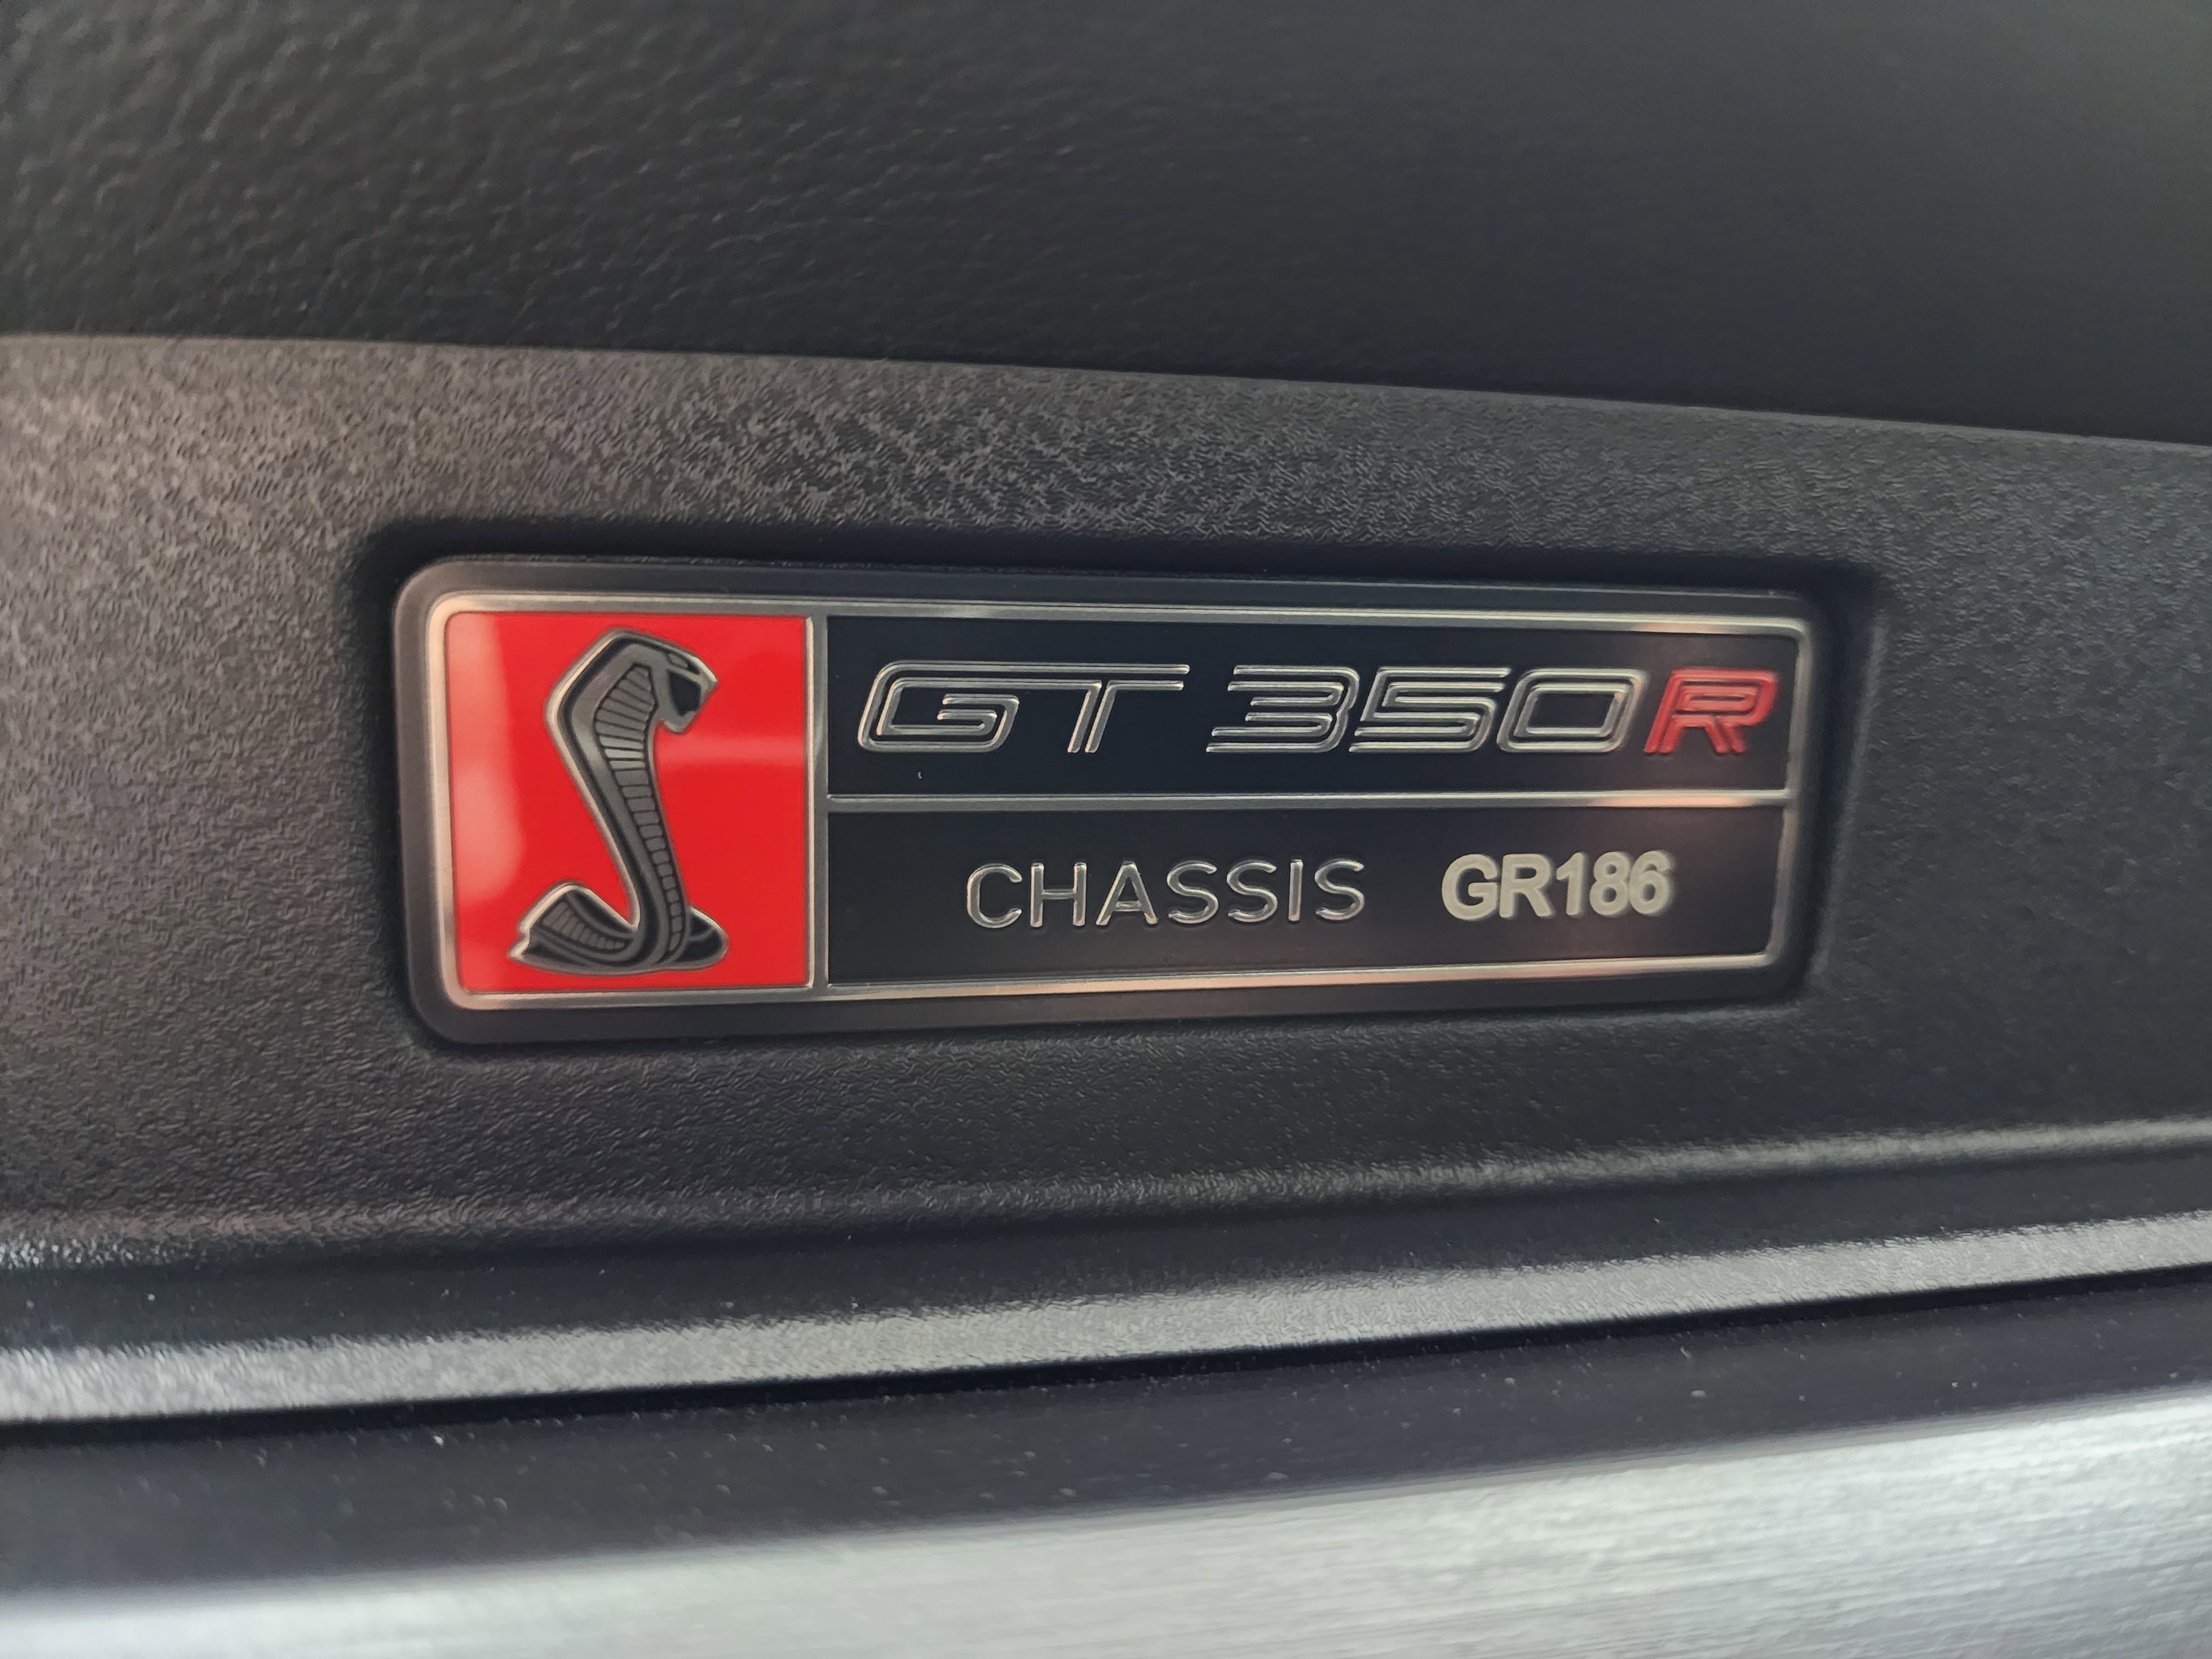 GT 350R
CHASSIS GR186